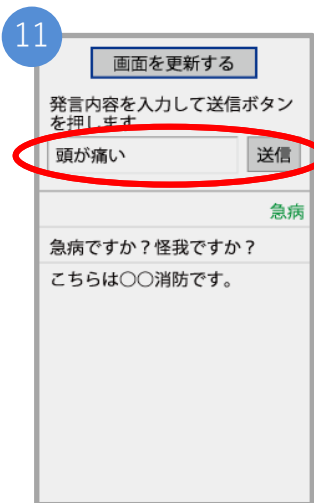 11
画面を更新する
発言内容を入力して送信ボタン
を押します
頭が痛い 送信
急病
急病ですか？怪我ですか？
こちらは〇〇消防です。